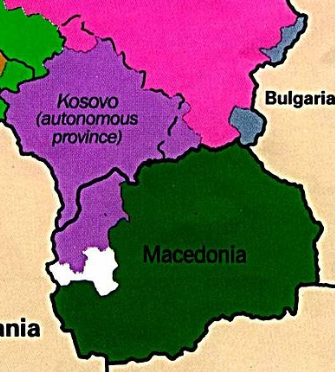 Kosovo
(autonomous
province)
Bulgaria
Macedonia
ania